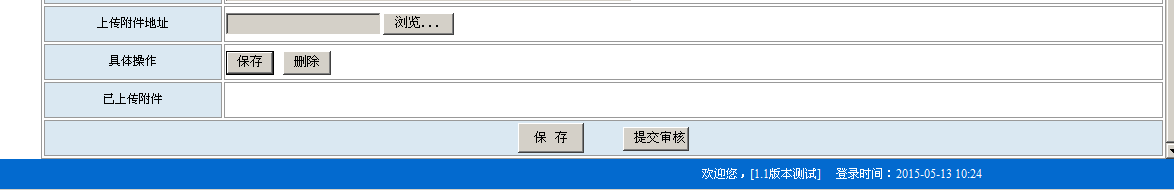 上传附件地址 浏览...
具体操作 保存 删除
已上传附件
保 存 提交审核
欢迎您，[1.1版本测试] 登录时间：2015-05-13 10:24